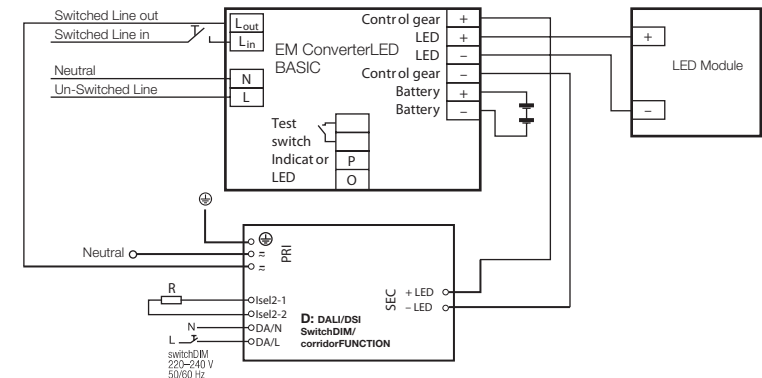 Switched Line out
Switched Line in
Neutral
Un-Switched Line
Lout
Lin
N
L
EM ConverterLED
BASIC
Test
switch
Indicat or
LED
P
O
Control gear +
LED +
LED –
Control gear –
Battery +
Battery –
+
–
LED Module
Neutral
≂
≂
PRI
R
Isel2-1
Isel2-2
N
DA/N
L
DA/L
switchDIM
220–240 V
50/60 Hz
D: DALI/DSI
SwitchDIM/
corridorFUNCTION
SEC
+ LED
– LED